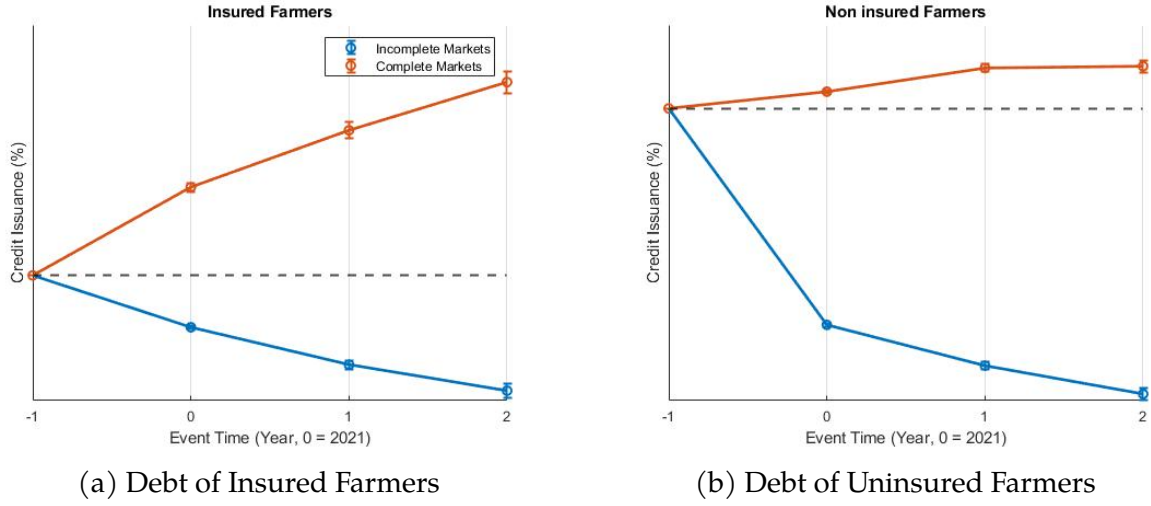 Insured Farmers
Incomplete Markets
Complete Markets
Credit Issuance (%)
-1 0 1 2
Event Time (Year, 0 = 2021)
(a) Debt of Insured Farmers
Non insured Farmers
Credit Issuance (%)
-1 0 1 2
Event Time (Year, 0 = 2021)
(b) Debt of Uninsured Farmers